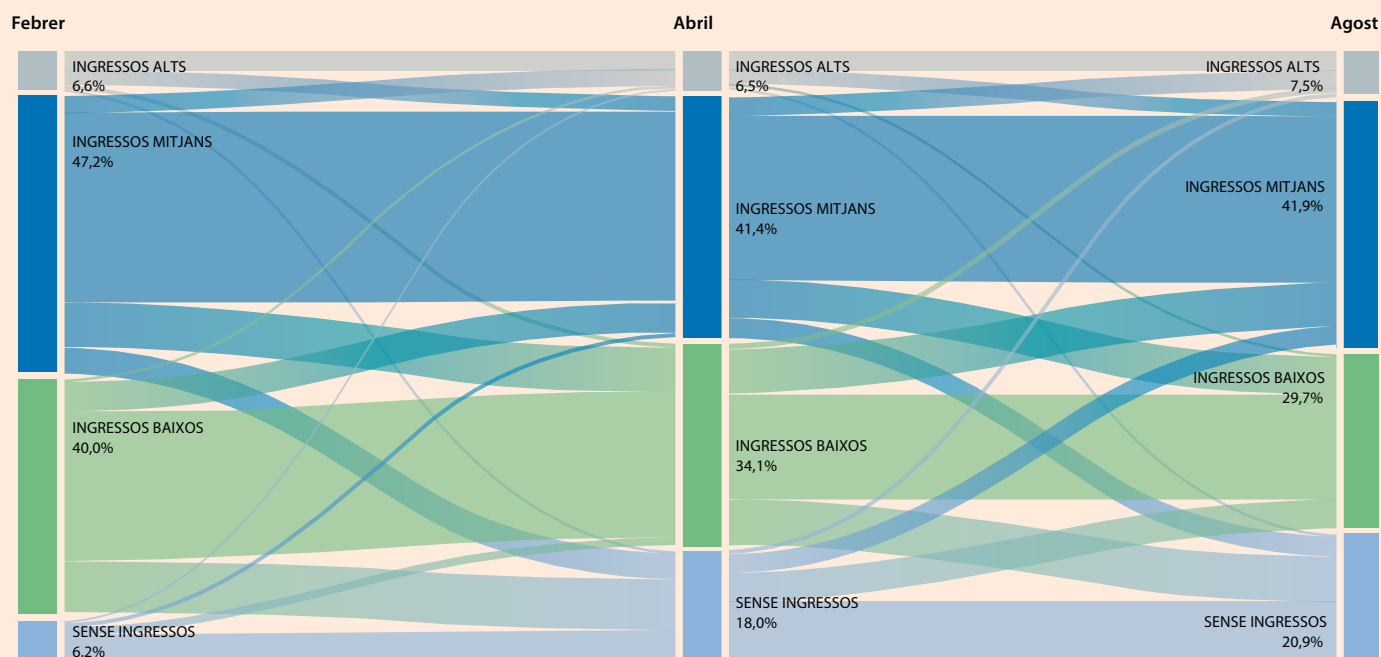 Febrer
Abril
Agost
INGRESSOS ALTS
6,6%
INGRESSOS MITJANS
47,2%
INGRESSOS BAIXOS
40,0%
SENSE INGRESSOS
6,2%
INGRESSOS ALTS
6,5%
INGRESSOS MITJANS
41,4%
INGRESSOS BAIXOS
34,1%
SENSE INGRESSOS
18,0%
INGRESSOS ALTS
7,5%
INGRESSOS MITJANS
41,9%
INGRESSOS BAIXOS
29,7%
SENSE INGRESSOS
20,9%